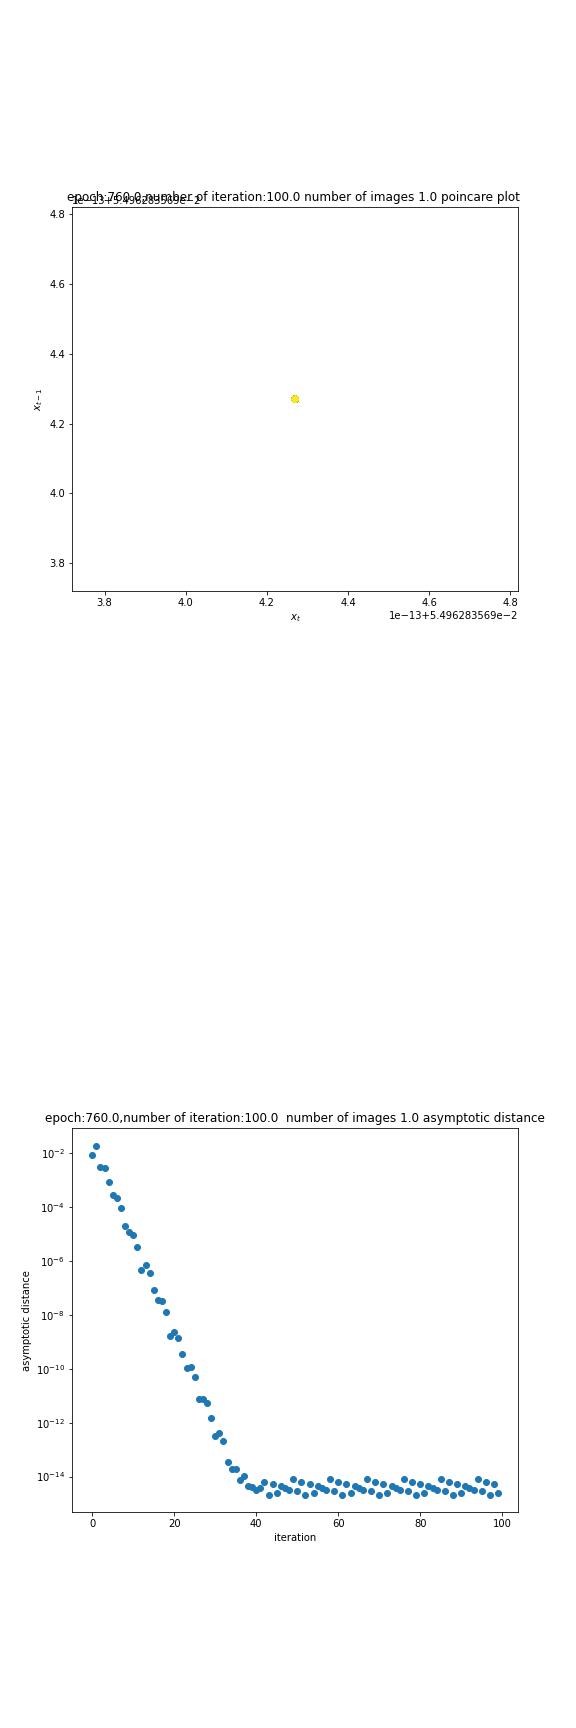 epoch:760.0,number of iteration:100.0 number of images 1.0 poincare plot
1e−13+5.496283569e−2
4.8
4.6
4.4
4.2
4.0
3.8
xt−1
3.8 4.0 4.2 4.4 4.6 4.8
xt
1e−13+5.496283569e−2
epoch:760.0,number of iteration:100.0  number of images 1.0 asymptotic distance
10−2
10−4
10−6
10−8
10−10
10−12
10−14
asymptotic distance
0 20 40 60 80 100
iteration